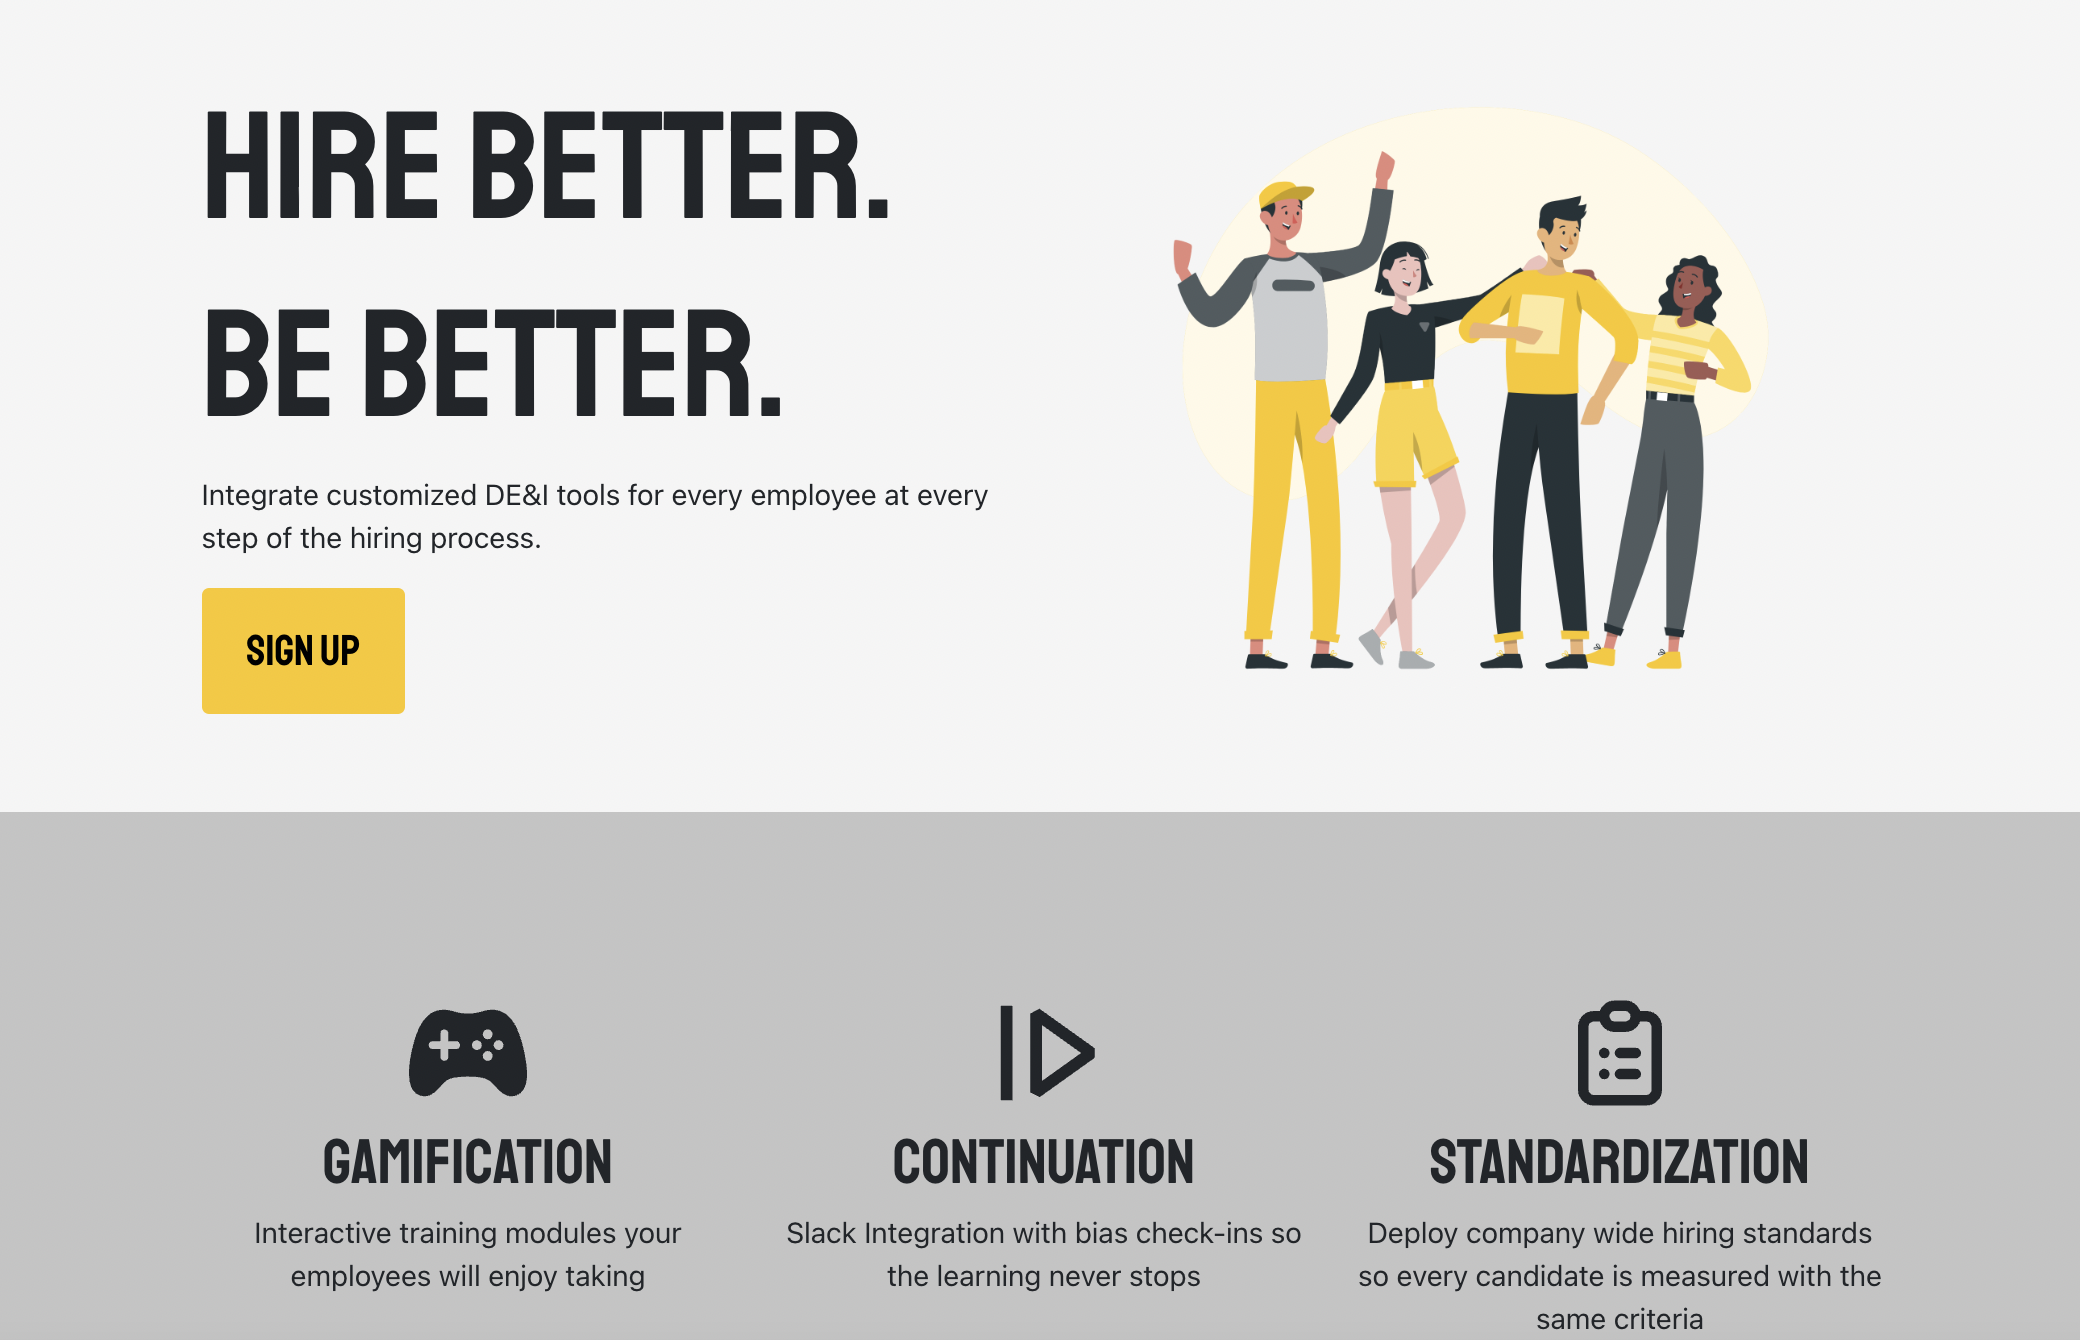 HIRE BETTER.
BE BETTER.
Integrate customized DE&I tools for every employee at every
step of the hiring process.
SIGN UP
GAMIFICATION
Interactive training modules your
employees will enjoy taking
CONTINUATION
Slack Integration with bias check-ins so
the learning never stops
STANDARDIZATION
Deploy company wide hiring standards
so every candidate is measured with the
same criteria